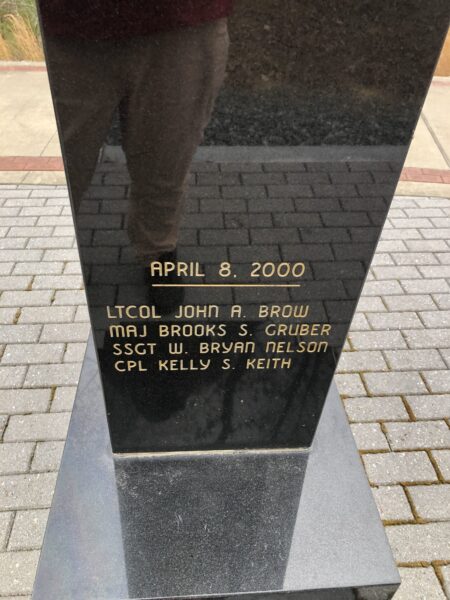 APRIL 8, 2000
LTCOL JOHN A. BROW
MAJ BROOKS S. GRUBER
SSGT W. BRYAN NELSON
CPL KELLY S. KEITH